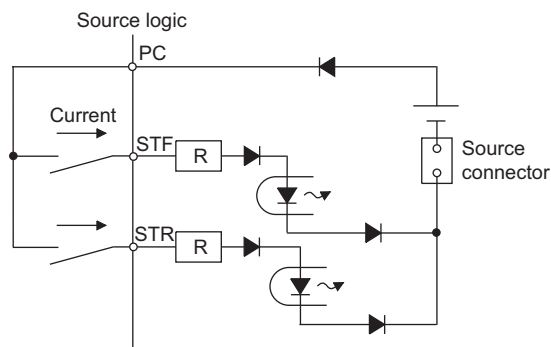 Source logic
PC
Current
STF
R
Source
connector
STR
R